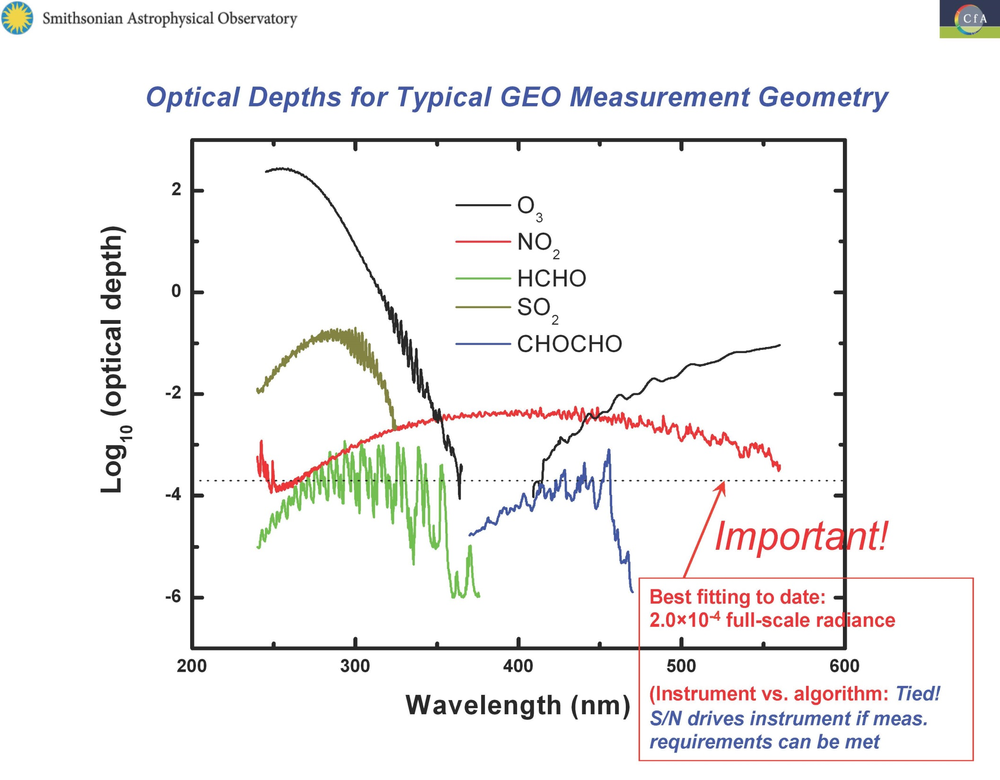 Smithsonian Astrophysical Observatory
CfA
Optical Depths for Typical GEO Measurement Geometry
Log10 (optical depth)
2
0
-2
-4
-6
O3
NO2
HCHO
SO2
CHOCHO
Important!
Best fitting to date:
2.0×10-4 full-scale radiance
200 300 400 500 600
Wavelength (nm)
(Instrument vs. algorithm: Tied!
S/N drives instrument if meas.
requirements can be met